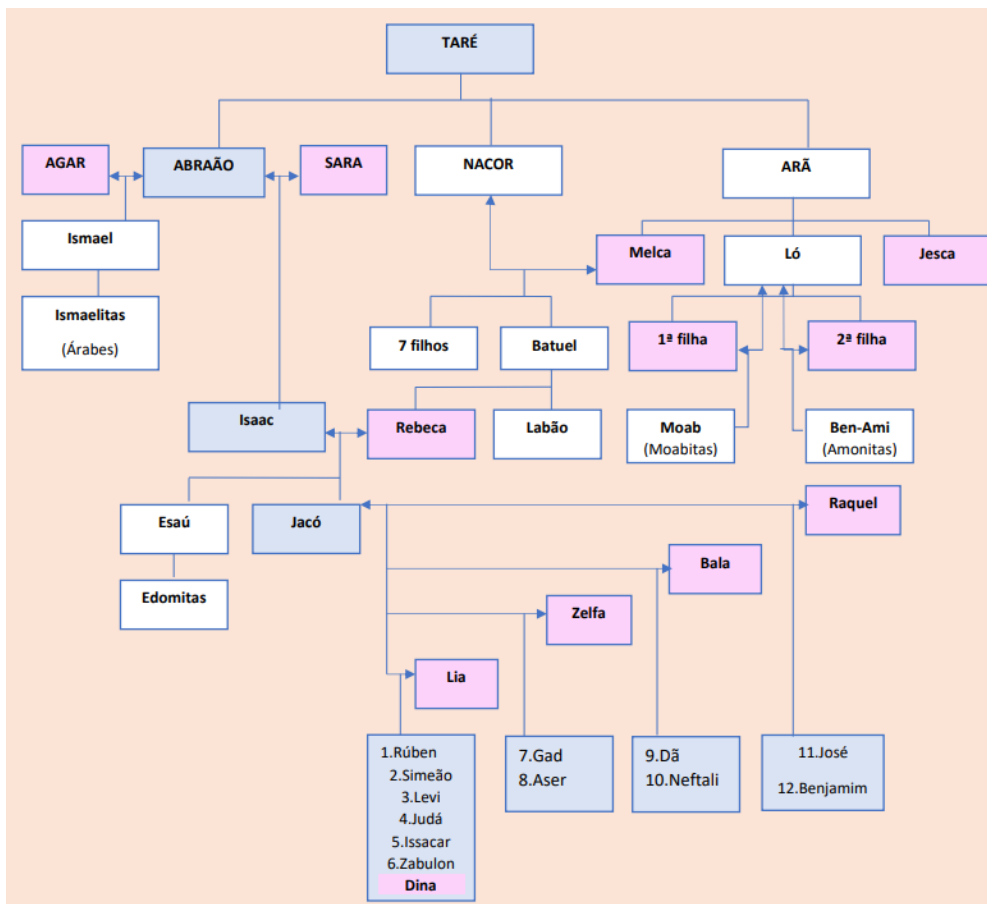 TARÉ
AGAR
ABRAÃO
SARA
NACOR
ARÃ
Ismael
Melca
Ló
Jesca
Ismaelitas
(Árabes)
7 filhos
Batuel
1ª filha
2ª filha
Isaac
Rebeca
Labão
Moab
(Moabitas)
Ben-Ami
(Amonitas)
Esaú
Jacó
Raquel
Edomitas
Bala
Zelfa
Lia
1.Rúben
2.Simeão
3.Levi
4.Judá
5.Issacar
6.Zabulon
Dina
7.Gad
8.Aser
9.Dã
10.Neftali
11.José
12.Benjamim